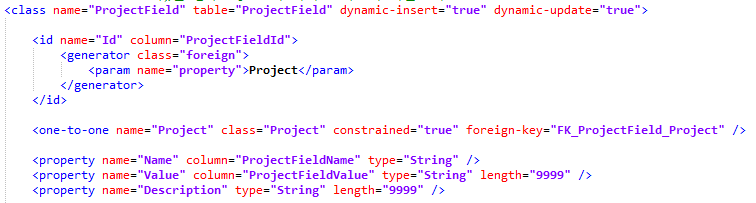 <class name="ProjectField" table="ProjectField" dynamic-insert="true" dynamic-update="true">
<id name="Id" column="ProjectFieldId">
<generator class="foreign">
<param name="property">Project</param>
</generator>
</id>
<one-to-one name="Project" class="Project" constrained="true" foreign-key="FK_ProjectField_Project" />
<property name="Name" column="ProjectFieldName" type="String" />
<property name="Value" column="ProjectFieldValue" type="String" length="9999" />
<property name="Description" type="String" length="9999" />